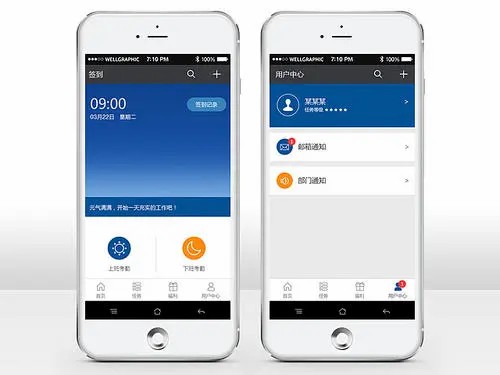 WELLGRAPHIC 7:10 PM 100%
签到
09:00
签到记录
03月22日 星期二
元气满满,开始一天充实的工作吧!
上班考勤 下班考勤
首页 任务 福利 用户中心
WELLGRAPHIC 7:10 PM 100%
用户中心
某某某
任务等级 ★★★★★
邮箱通知
部门通知
首页 任务 福利 用户中心